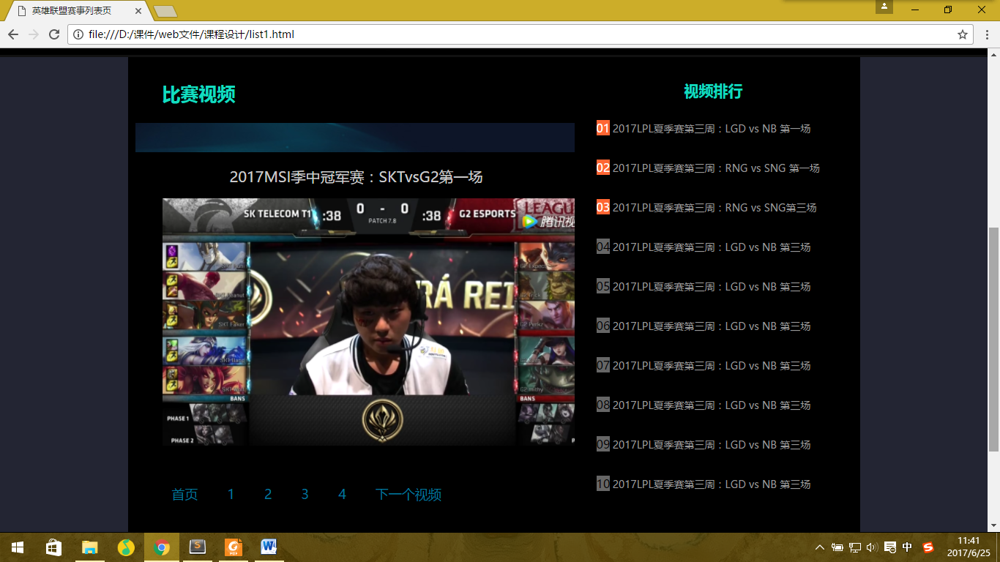 英雄联盟赛事列表页
file:///D:/课件/web文件/课程设计/list1.html
比赛视频
2017MSI季中冠军赛：SKTvsG2第一场
SK TELECOM T1 :38 0 - 0 :38 G2 ESPORTS
PATCH 7.8
LEAGU
腾讯视
RÁ REI
BANS
BANS
PHASE 1
PHASE 2
首页 1 2 3 4 下一个视频
视频排行
01 2017LPL夏季赛第三周：LGD vs NB 第一场
02 2017LPL夏季赛第三周：RNG vs SNG 第一场
03 2017LPL夏季赛第三周：RNG vs SNG第三场
04 2017LPL夏季赛第三周：LGD vs NB 第三场
05 2017LPL夏季赛第三周：LGD vs NB 第三场
06 2017LPL夏季赛第三周：LGD vs NB 第三场
07 2017LPL夏季赛第三周：LGD vs NB 第三场
08 2017LPL夏季赛第三周：LGD vs NB 第三场
09 2017LPL夏季赛第三周：LGD vs NB 第三场
10 2017LPL夏季赛第三周：LGD vs NB 第三场
中
11:41
2017/6/25